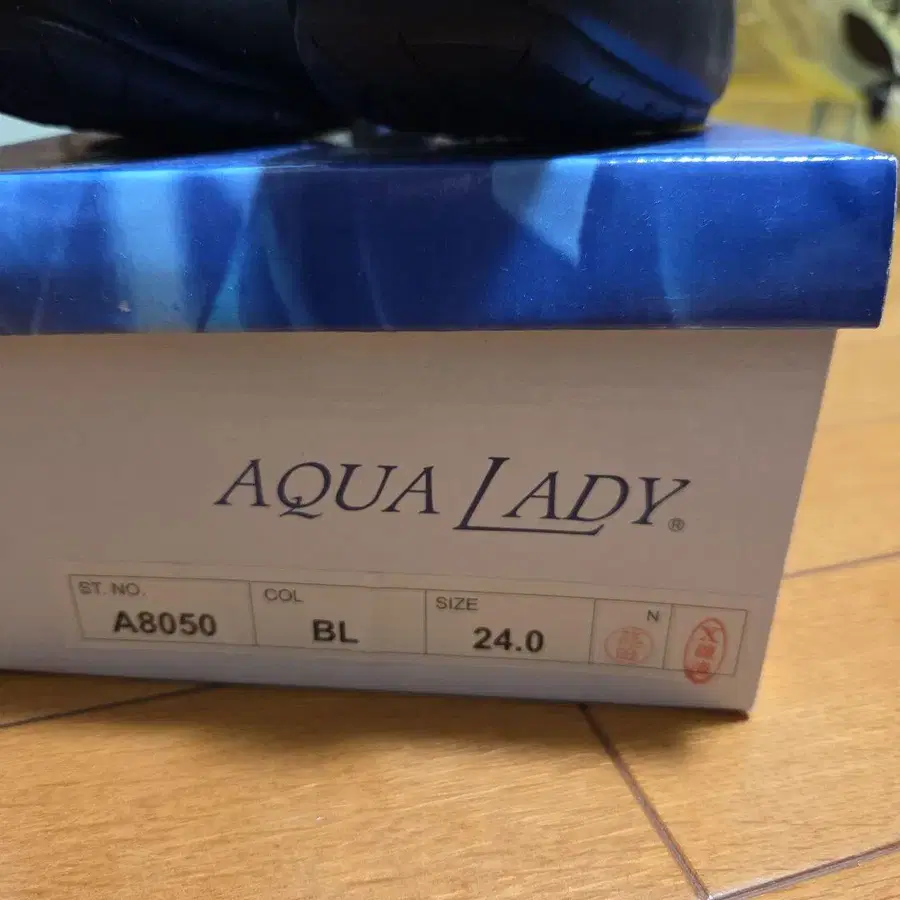 AQUA LADY®
ST. NO. COL SIZE N
A8050 BL 24.0